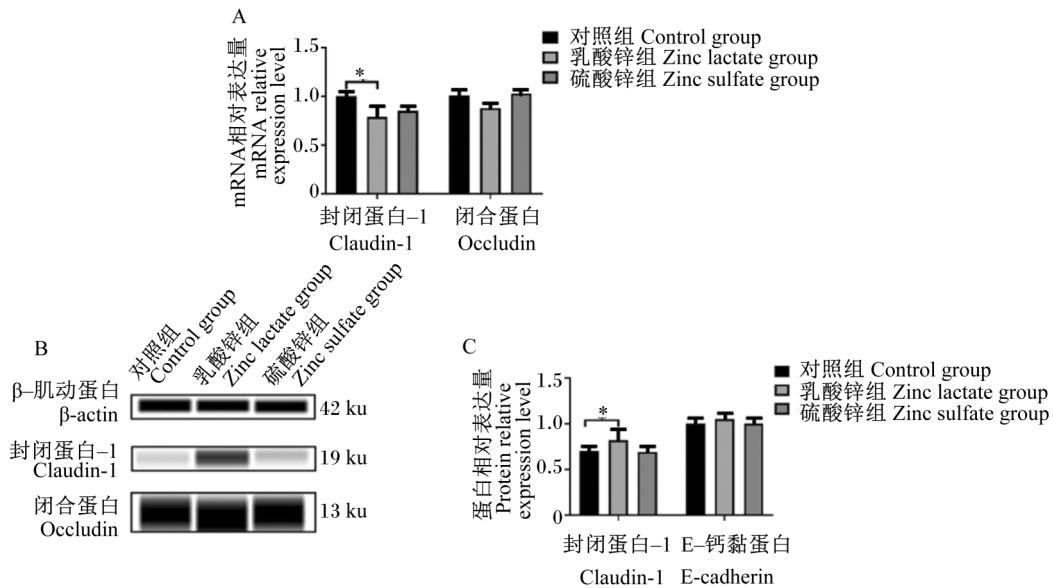 A
mRNA相对表达量
mRNA relative
expression level
1.5
1.0
0.5
0
*
对照组 Control group
乳酸锌组 Zinc lactate group
硫酸锌组 Zinc sulfate group
封闭蛋白–1
Claudin-1
闭合蛋白
Occludin
B
对照组
Control group
乳酸锌组
Zinc lactate group
硫酸锌组
Zinc sulfate group
β–肌动蛋白
β-actin
42 ku
封闭蛋白–1
Claudin-1
19 ku
闭合蛋白
Occludin
13 ku
C
蛋白相对表达量
Protein relative
expression level
1.5
1.0
0.5
0
*
对照组 Control group
乳酸锌组 Zinc lactate group
硫酸锌组 Zinc sulfate group
封闭蛋白–1
Claudin-1
E–钙黏蛋白
E-cadherin